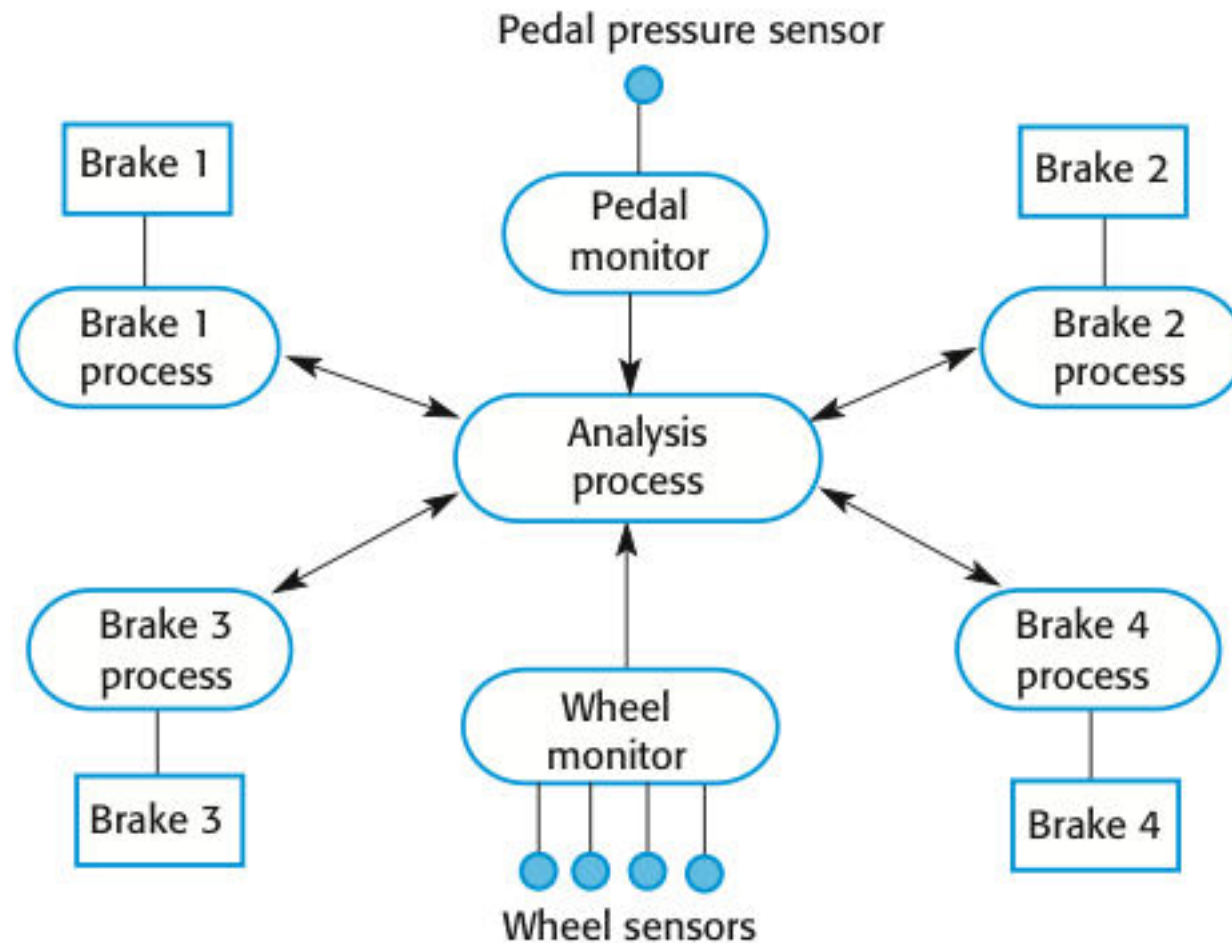 Pedal pressure sensor
Brake 1
Pedal
monitor
Brake 2
Brake 1
process
Brake 2
process
Analysis
process
Brake 3
process
Wheel
monitor
Brake 4
process
Brake 3
Brake 4
Wheel sensors